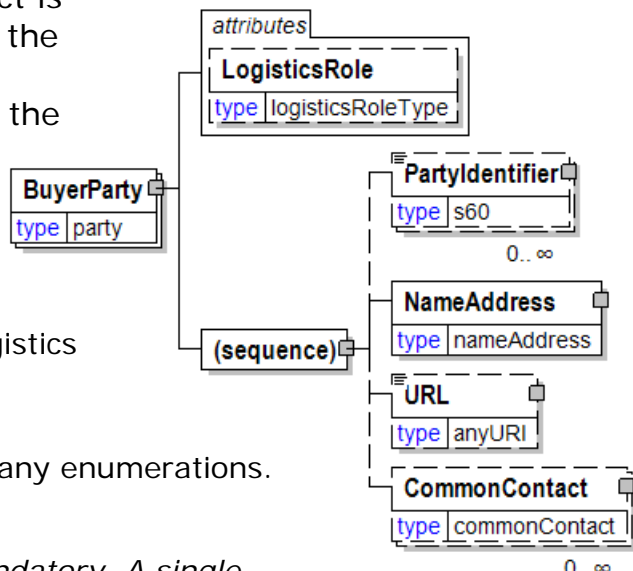 ct is
the
the
gistics
any enumerations.
ndatory. A single
attributes
LogisticsRole
type logisticsRoleType
BuyerParty
type party
(sequence)
PartyIdentifier
type s60
0.. ∞
NameAddress
type nameAddress
URL
type anyURI
CommonContact
type commonContact
0.. ∞